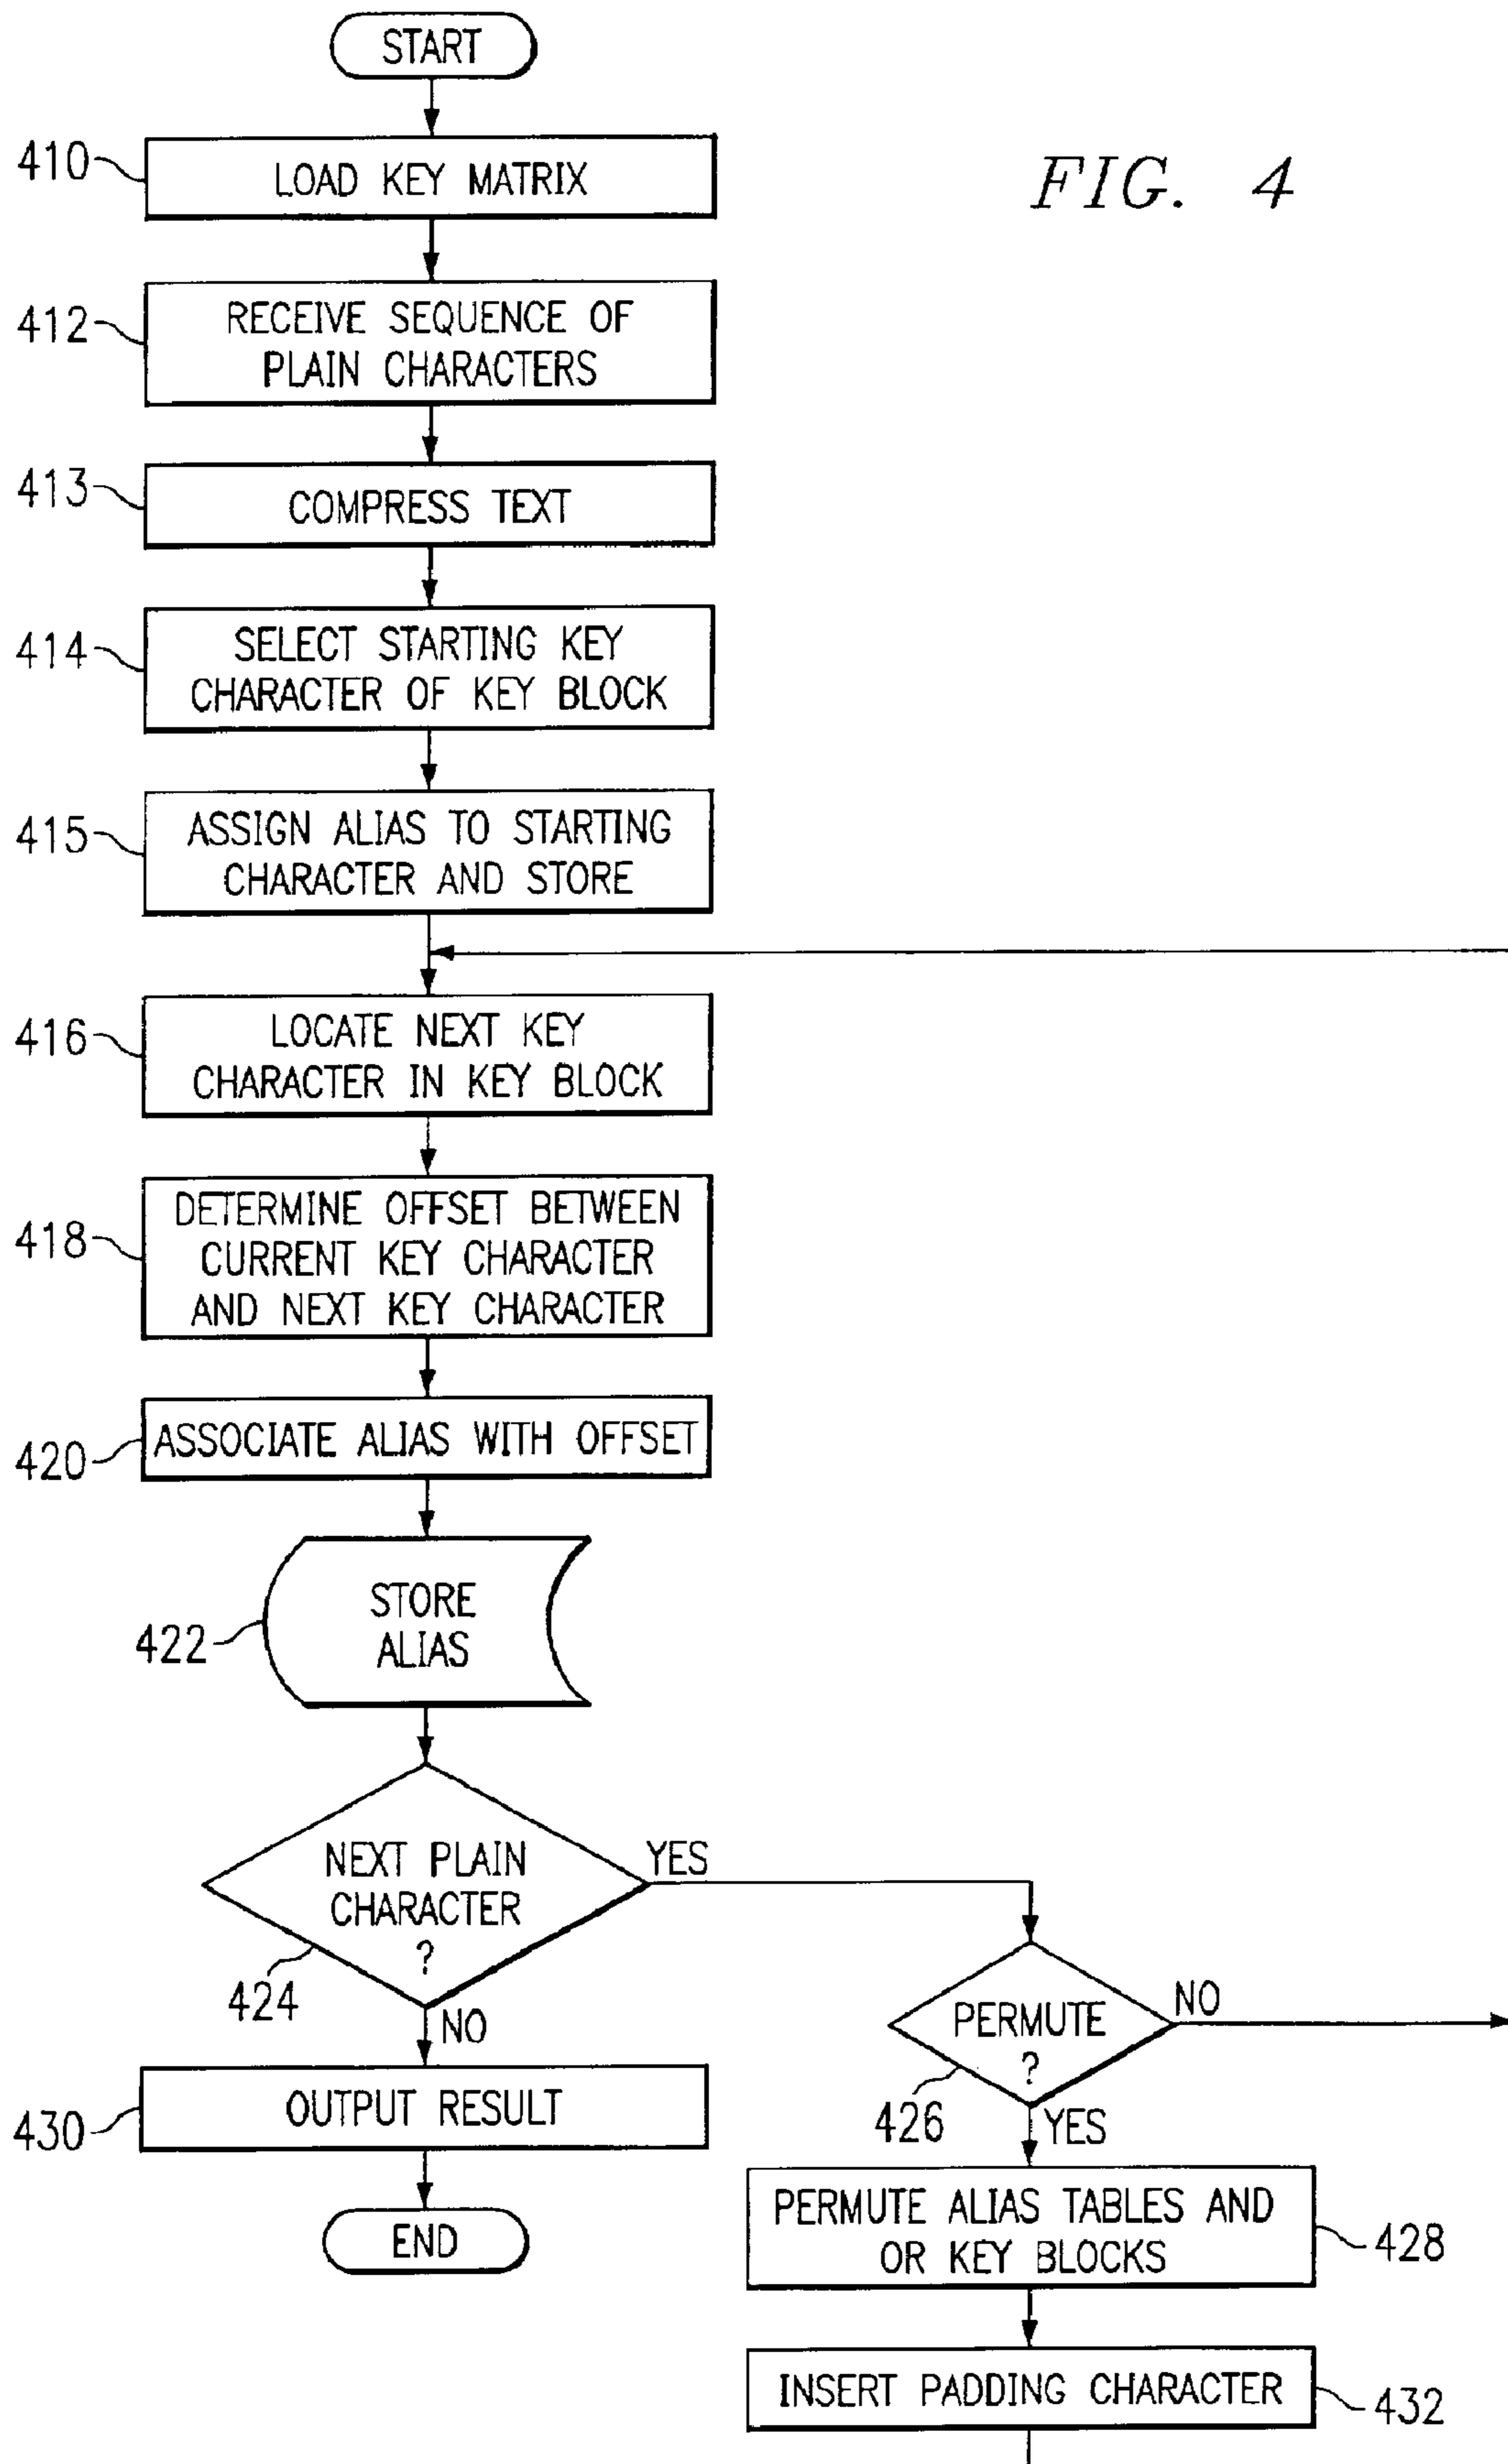 START
FIG. 4
410
LOAD KEY MATRIX
412
RECEIVE SEQUENCE OF
PLAIN CHARACTERS
413
COMPRESS TEXT
414
SELECT STARTING KEY
CHARACTER OF KEY BLOCK
415
ASSIGN ALIAS TO STARTING
CHARACTER AND STORE
416
LOCATE NEXT KEY
CHARACTER IN KEY BLOCK
418
DETERMINE OFFSET BETWEEN
CURRENT KEY CHARACTER
AND NEXT KEY CHARACTER
420
ASSOCIATE ALIAS WITH OFFSET
422
STORE
ALIAS
NEXT PLAIN
CHARACTER
?
424
YES
NO
PERMUTE
?
426
NO
YES
430
OUTPUT RESULT
END
PERMUTE ALIAS TABLES AND
OR KEY BLOCKS
428
INSERT PADDING CHARACTER
432